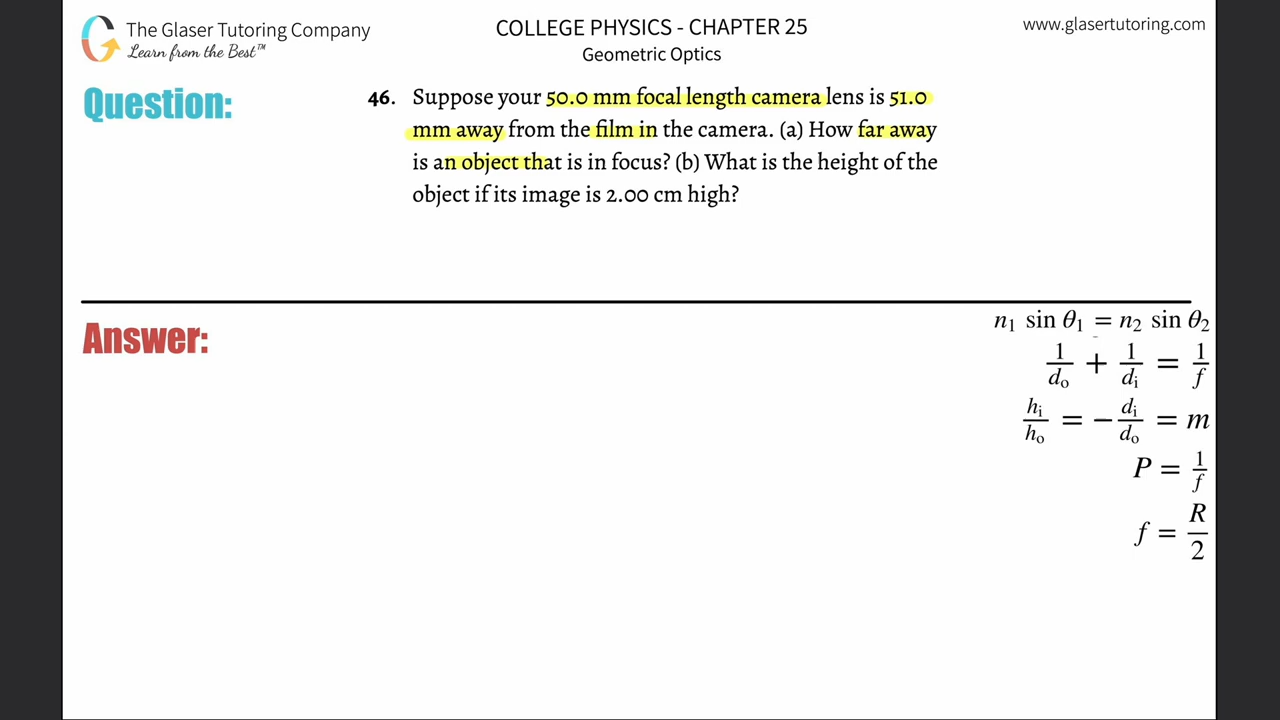 The Glaser Tutoring Company
Learn from the Best™
COLLEGE PHYSICS - CHAPTER 25
Geometric Optics
www.glasertutoring.com
Question:
46. Suppose your 50.0 mm focal length camera lens is 51.0
mm away from the film in the camera. (a) How far away
is an object that is in focus? (b) What is the height of the
object if its image is 2.00 cm high?
Answer:
n₁ sin θ₁ = n₂ sin θ₂
1/dₒ + 1/dᵢ = 1/f
hᵢ/hₒ = − dᵢ/dₒ = m
P = 1/f
f = R/2